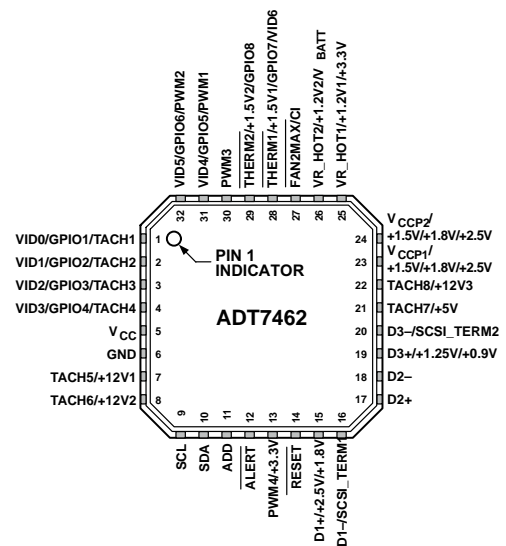 VID5/GPIO6/PWM2
VID4/GPIO5/PWM1
PWM3
THERM2/+1.5V2/GPIO8
THERM1/+1.5V1/GPIO7/VID6
FAN2MAX/CI
VR_HOT2/+1.2V2/VBATT
VR_HOT1/+1.2V1/+3.3V
32
31
30
29
28
27
26
25
VID0/GPIO1/TACH1
VID1/GPIO2/TACH2
VID2/GPIO3/TACH3
VID3/GPIO4/TACH4
VCC
GND
TACH5/+12V1
TACH6/+12V2
1
2
3
4
5
6
7
8
PIN 1
INDICATOR
ADT7462
24
23
22
21
20
19
18
17
VCCP2/
+1.5V/+1.8V/+2.5V
VCCP1/
+1.5V/+1.8V/+2.5V
TACH8/+12V3
TACH7/+5V
D3–/SCSI_TERM2
D3+/+1.25V/+0.9V
D2–
D2+
9
10
11
12
13
14
15
16
SCL
SDA
ADD
ALERT
PWM4/+3.3V
RESET
D1+/+2.5V/+1.8V
D1–/SCSI_TERM1